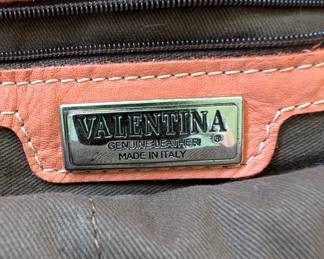 VALENTINA ®
GENUINE LEATHER
MADE IN ITALY